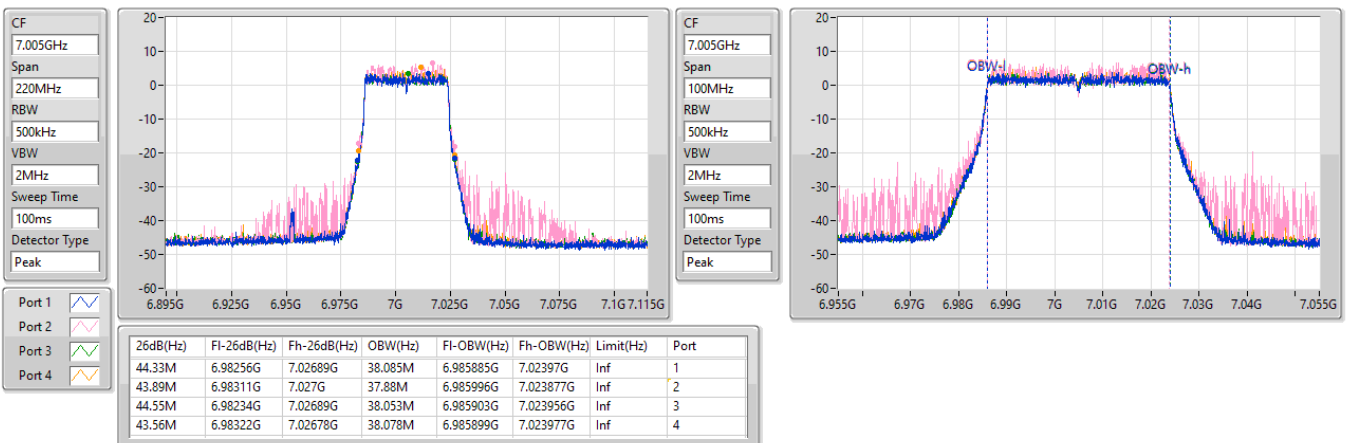 CF
7.005GHz
Span
220MHz
RBW
500kHz
VBW
2MHz
Sweep Time
100ms
Detector Type
Peak
Port 1
Port 2
Port 3
Port 4
20
10
0
-10
-20
-30
-40
-50
-60
6.895G 6.925G 6.95G 6.975G 7G 7.025G 7.05G 7.075G 7.1G 7.115G
CF
7.005GHz
Span
100MHz
RBW
500kHz
VBW
2MHz
Sweep Time
100ms
Detector Type
Peak
20
10
0
-10
-20
-30
-40
-50
-60
OBW-l OBW-h
6.955G 6.97G 6.98G 6.99G 7G 7.01G 7.02G 7.03G 7.04G 7.055G
26dB(Hz) Fl-26dB(Hz) Fh-26dB(Hz) OBW(Hz) Fl-OBW(Hz) Fh-OBW(Hz) Limit(Hz) Port
44.33M 6.98256G 7.02689G 38.085M 6.985885G 7.02397G Inf 1
43.89M 6.98311G 7.027G 37.88M 6.985996G 7.023877G Inf 2
44.55M 6.98234G 7.02689G 38.053M 6.985903G 7.023956G Inf 3
43.56M 6.98322G 7.02678G 38.078M 6.985899G 7.023977G Inf 4